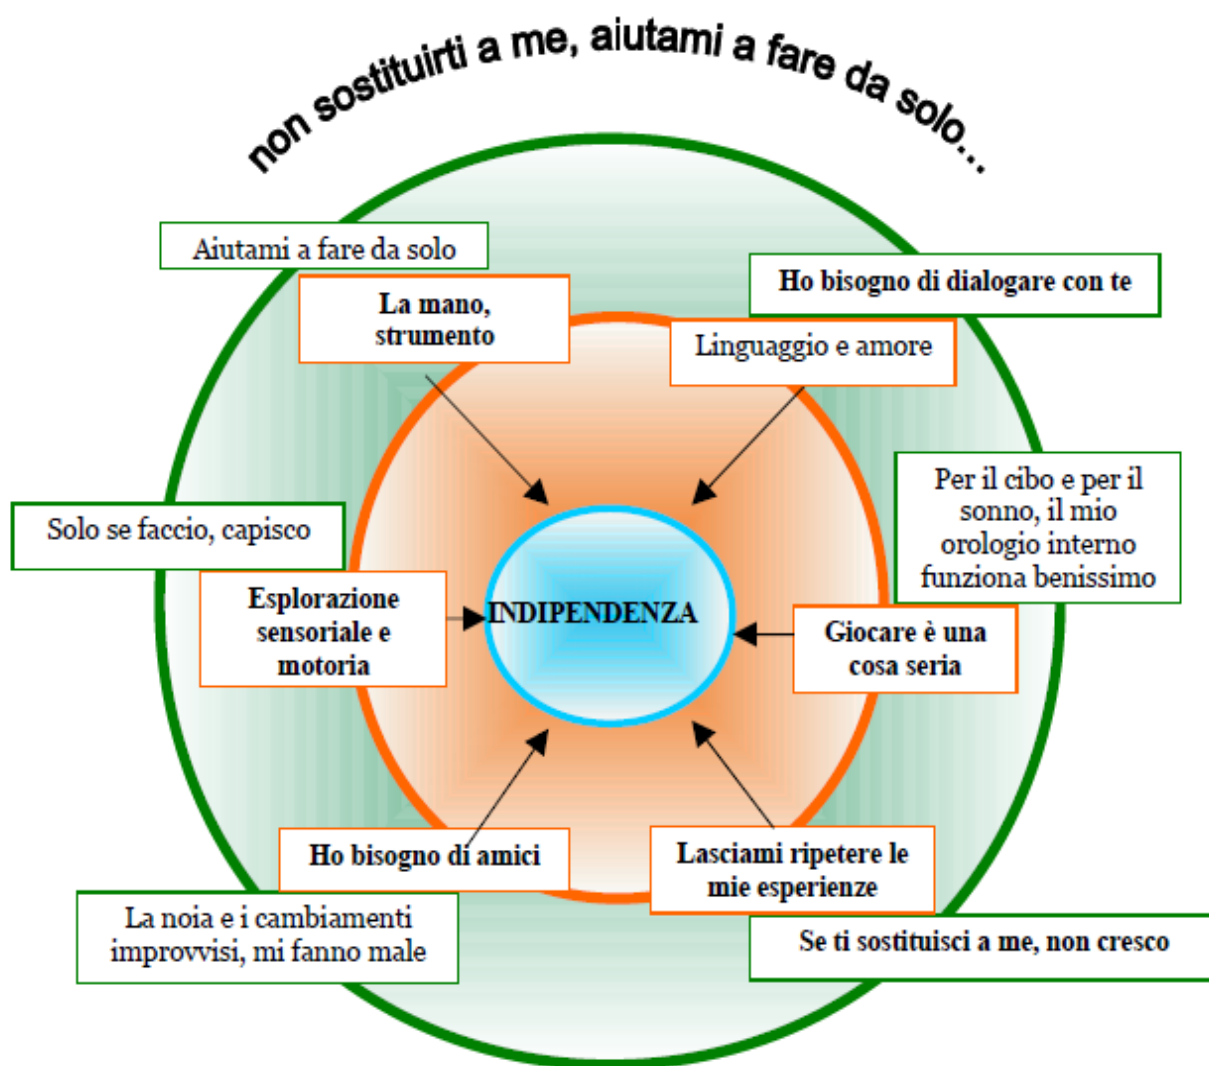 non sostituirti a me, aiutami a fare da solo...
Aiutami a fare da solo
La mano,
strumento
Ho bisogno di dialogare con te
Linguaggio e amore
Solo se faccio, capisco
Esplorazione
sensoriale e
motoria
INDIPENDENZA
Per il cibo e per il
sonno, il mio
orologio interno
funziona benissimo
Giocare è una
cosa seria
Ho bisogno di amici
La noia e i cambiamenti
improvvisi, mi fanno male
Lasciami ripetere le
mie esperienze
Se ti sostituisci a me, non cresco